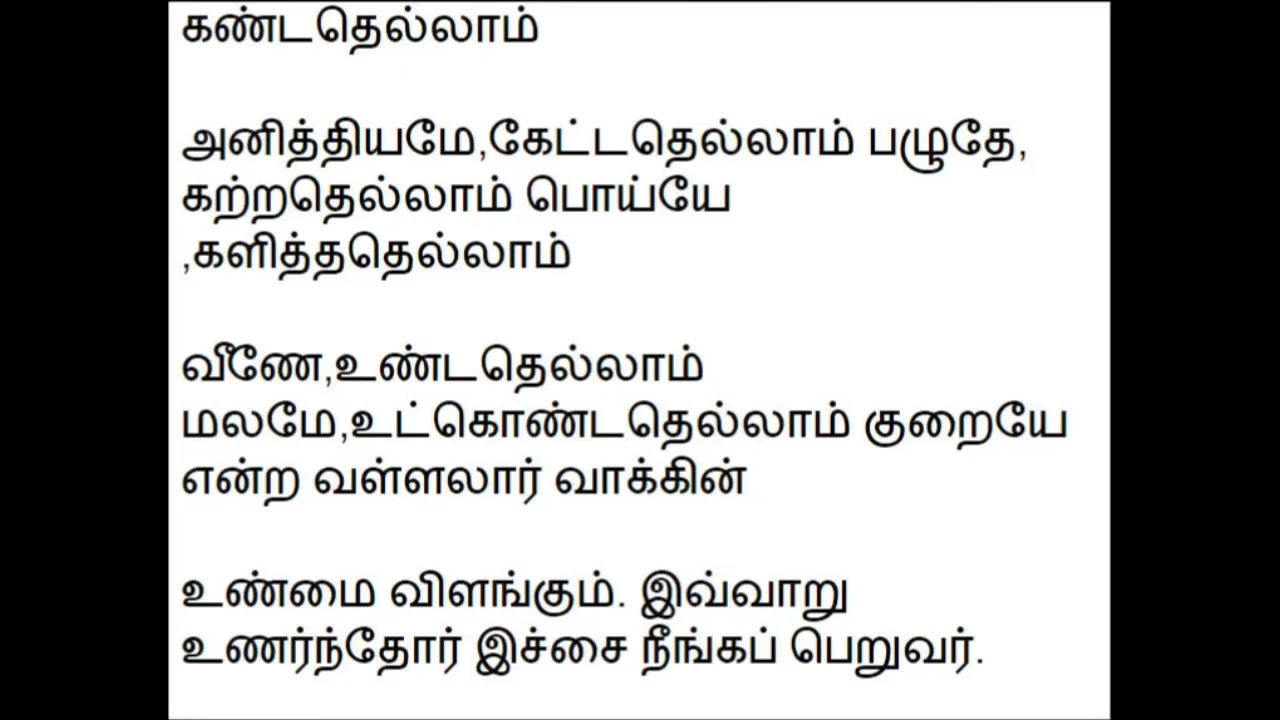 கண்டதெல்லாம்
அனித்தியமே,கேட்டதெல்லாம் பழுதே,
கற்றதெல்லாம் பொய்யே
,களித்ததெல்லாம்
வீணே,உண்டதெல்லாம்
மலமே,உட்கொண்டதெல்லாம் குறையே
என்ற வள்ளலார் வாக்கின்
உண்மை விளங்கும். இவ்வாறு
உணர்ந்தோர் இச்சை நீங்கப் பெறுவர்.